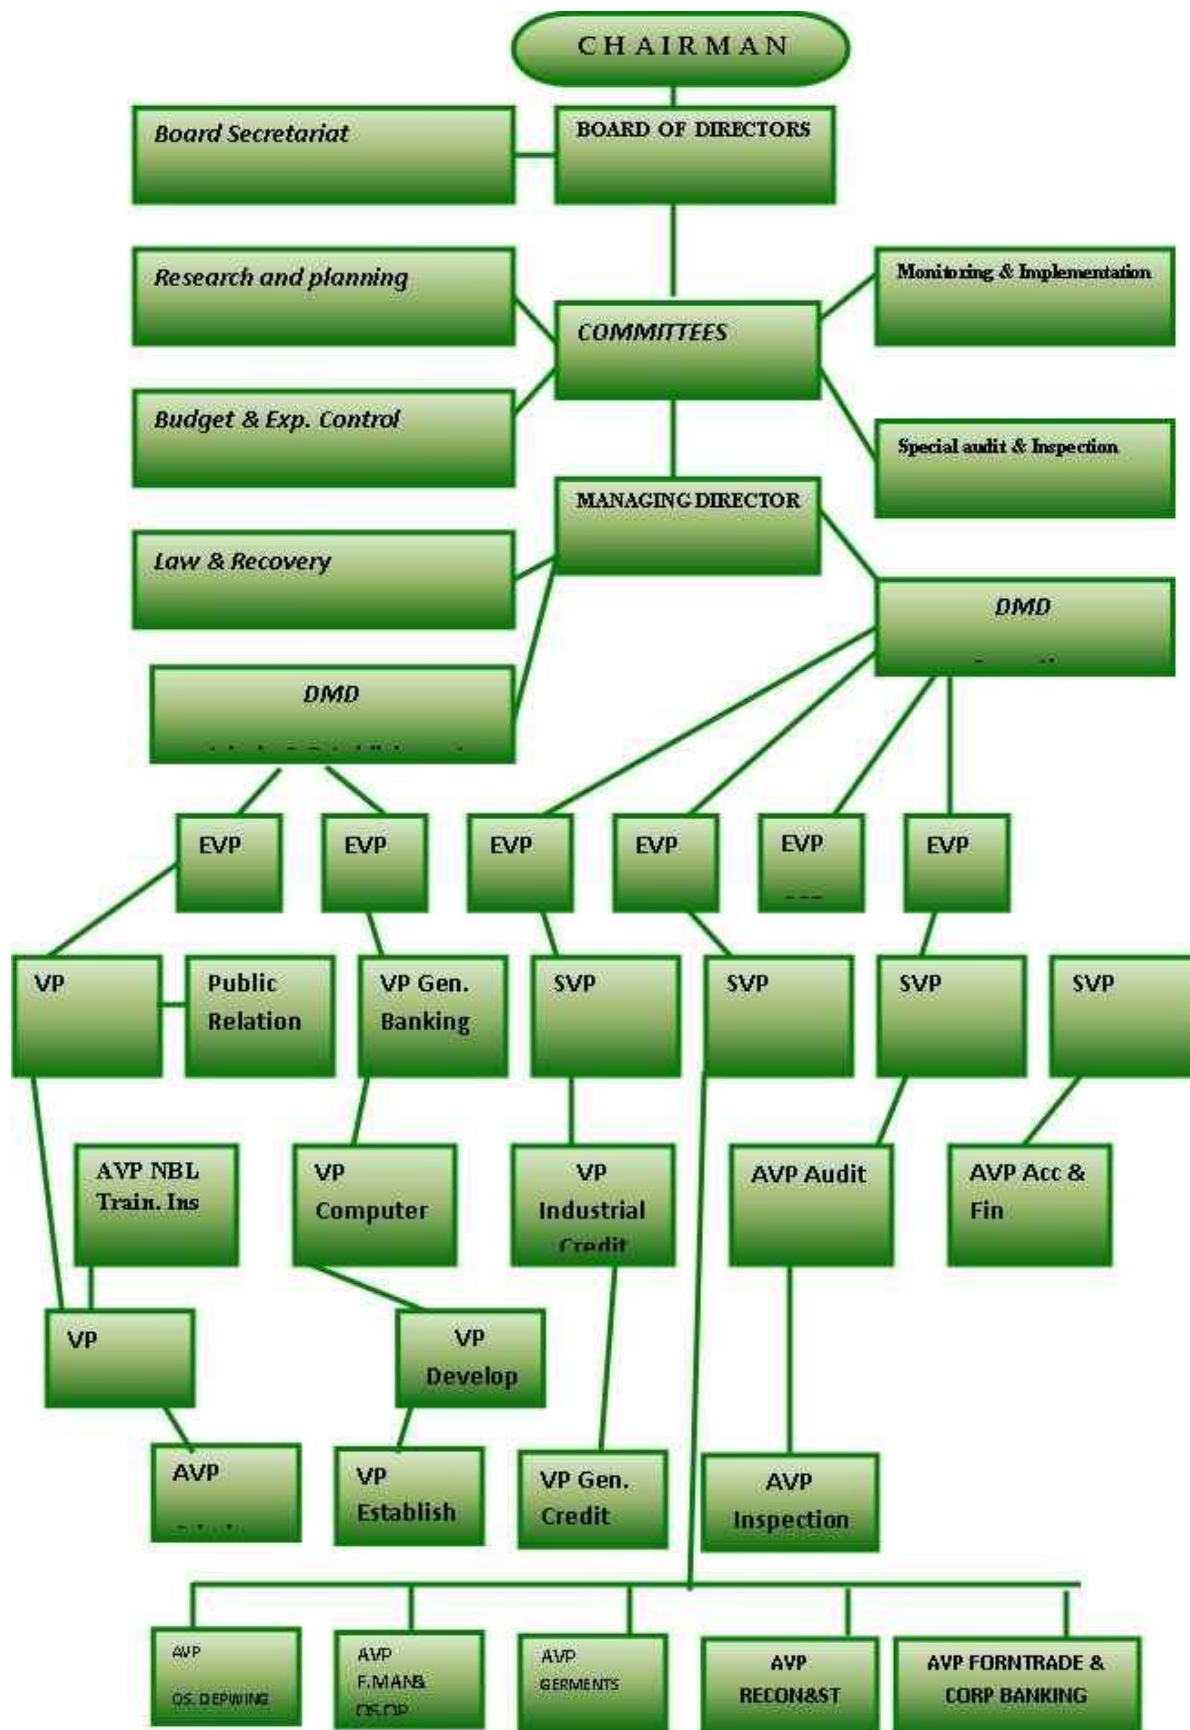 CHAIRMAN
Board Secretariat
BOARD OF DIRECTORS
Research and planning
Monitoring & Implementation
COMMITTEES
Budget & Exp. Control
Special audit & Inspection
MANAGING DIRECTOR
Law & Recovery
DMD
DMD
EVP
EVP
EVP
EVP
EVP
EVP
VP
Public
Relation
VP Gen.
Banking
SVP
SVP
SVP
SVP
AVP NBL
Train. Ins
VP
Computer
VP
Industrial
Credit
AVP Audit
AVP Acc &
Fin
VP
VP
Develop
AVP
VP
Establish
VP Gen.
Credit
AVP
Inspection
AVP
OS. DEPWING
AVP
F.MAN&
OS.OP
AVP
GERMENTS
AVP
RECON&ST
AVP FORNTRADE &
CORP BANKING